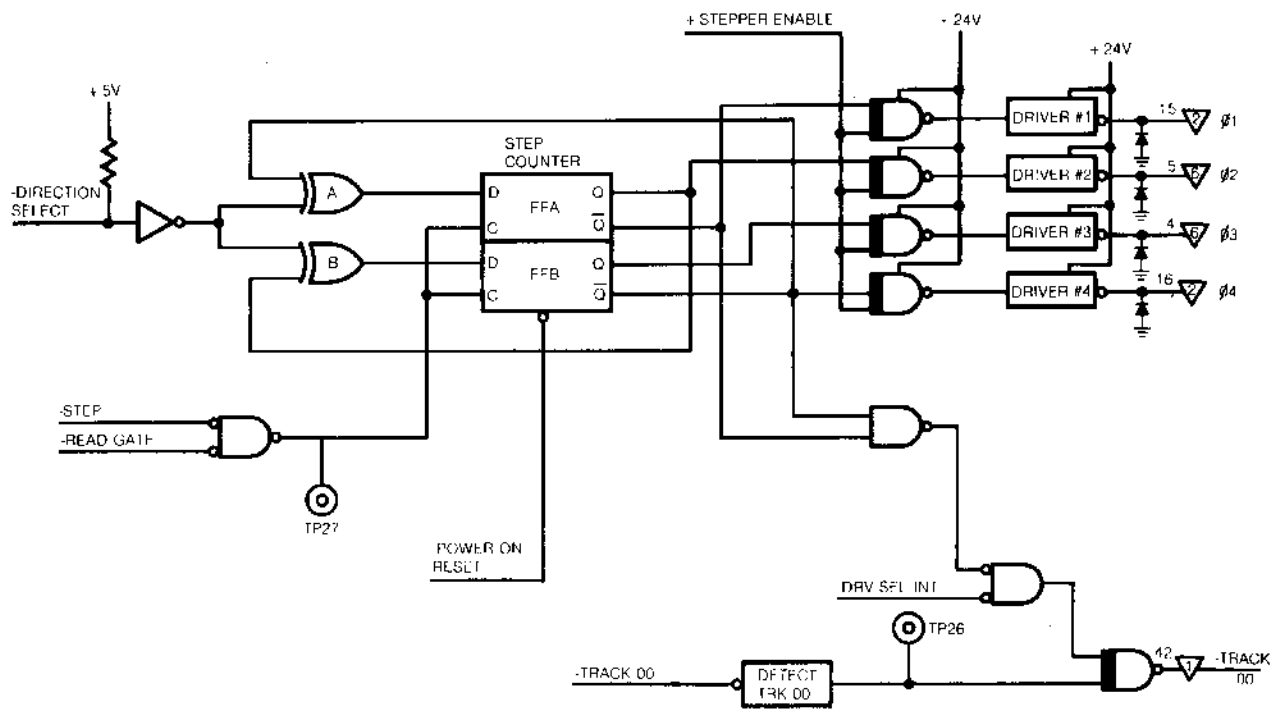 + STEPPER ENABLE
- 24V
+ 24V
+ 5V
STEP
COUNTER
-DIRECTION
SELECT
A
B
D
C
FFA
Q
Q̅
D
C
FFB
Q
Q̅
DRIVER #1
15
2
Ø1
DRIVER #2
5
6
Ø2
DRIVER #3
4
6
Ø3
DRIVER #4
16
2
Ø4
-STEP
-READ GATE
TP27
POWER ON
RESET
DRV SEL INT
TP26
-TRACK 00
DETECT
TRK 00
42
1
-TRACK
00